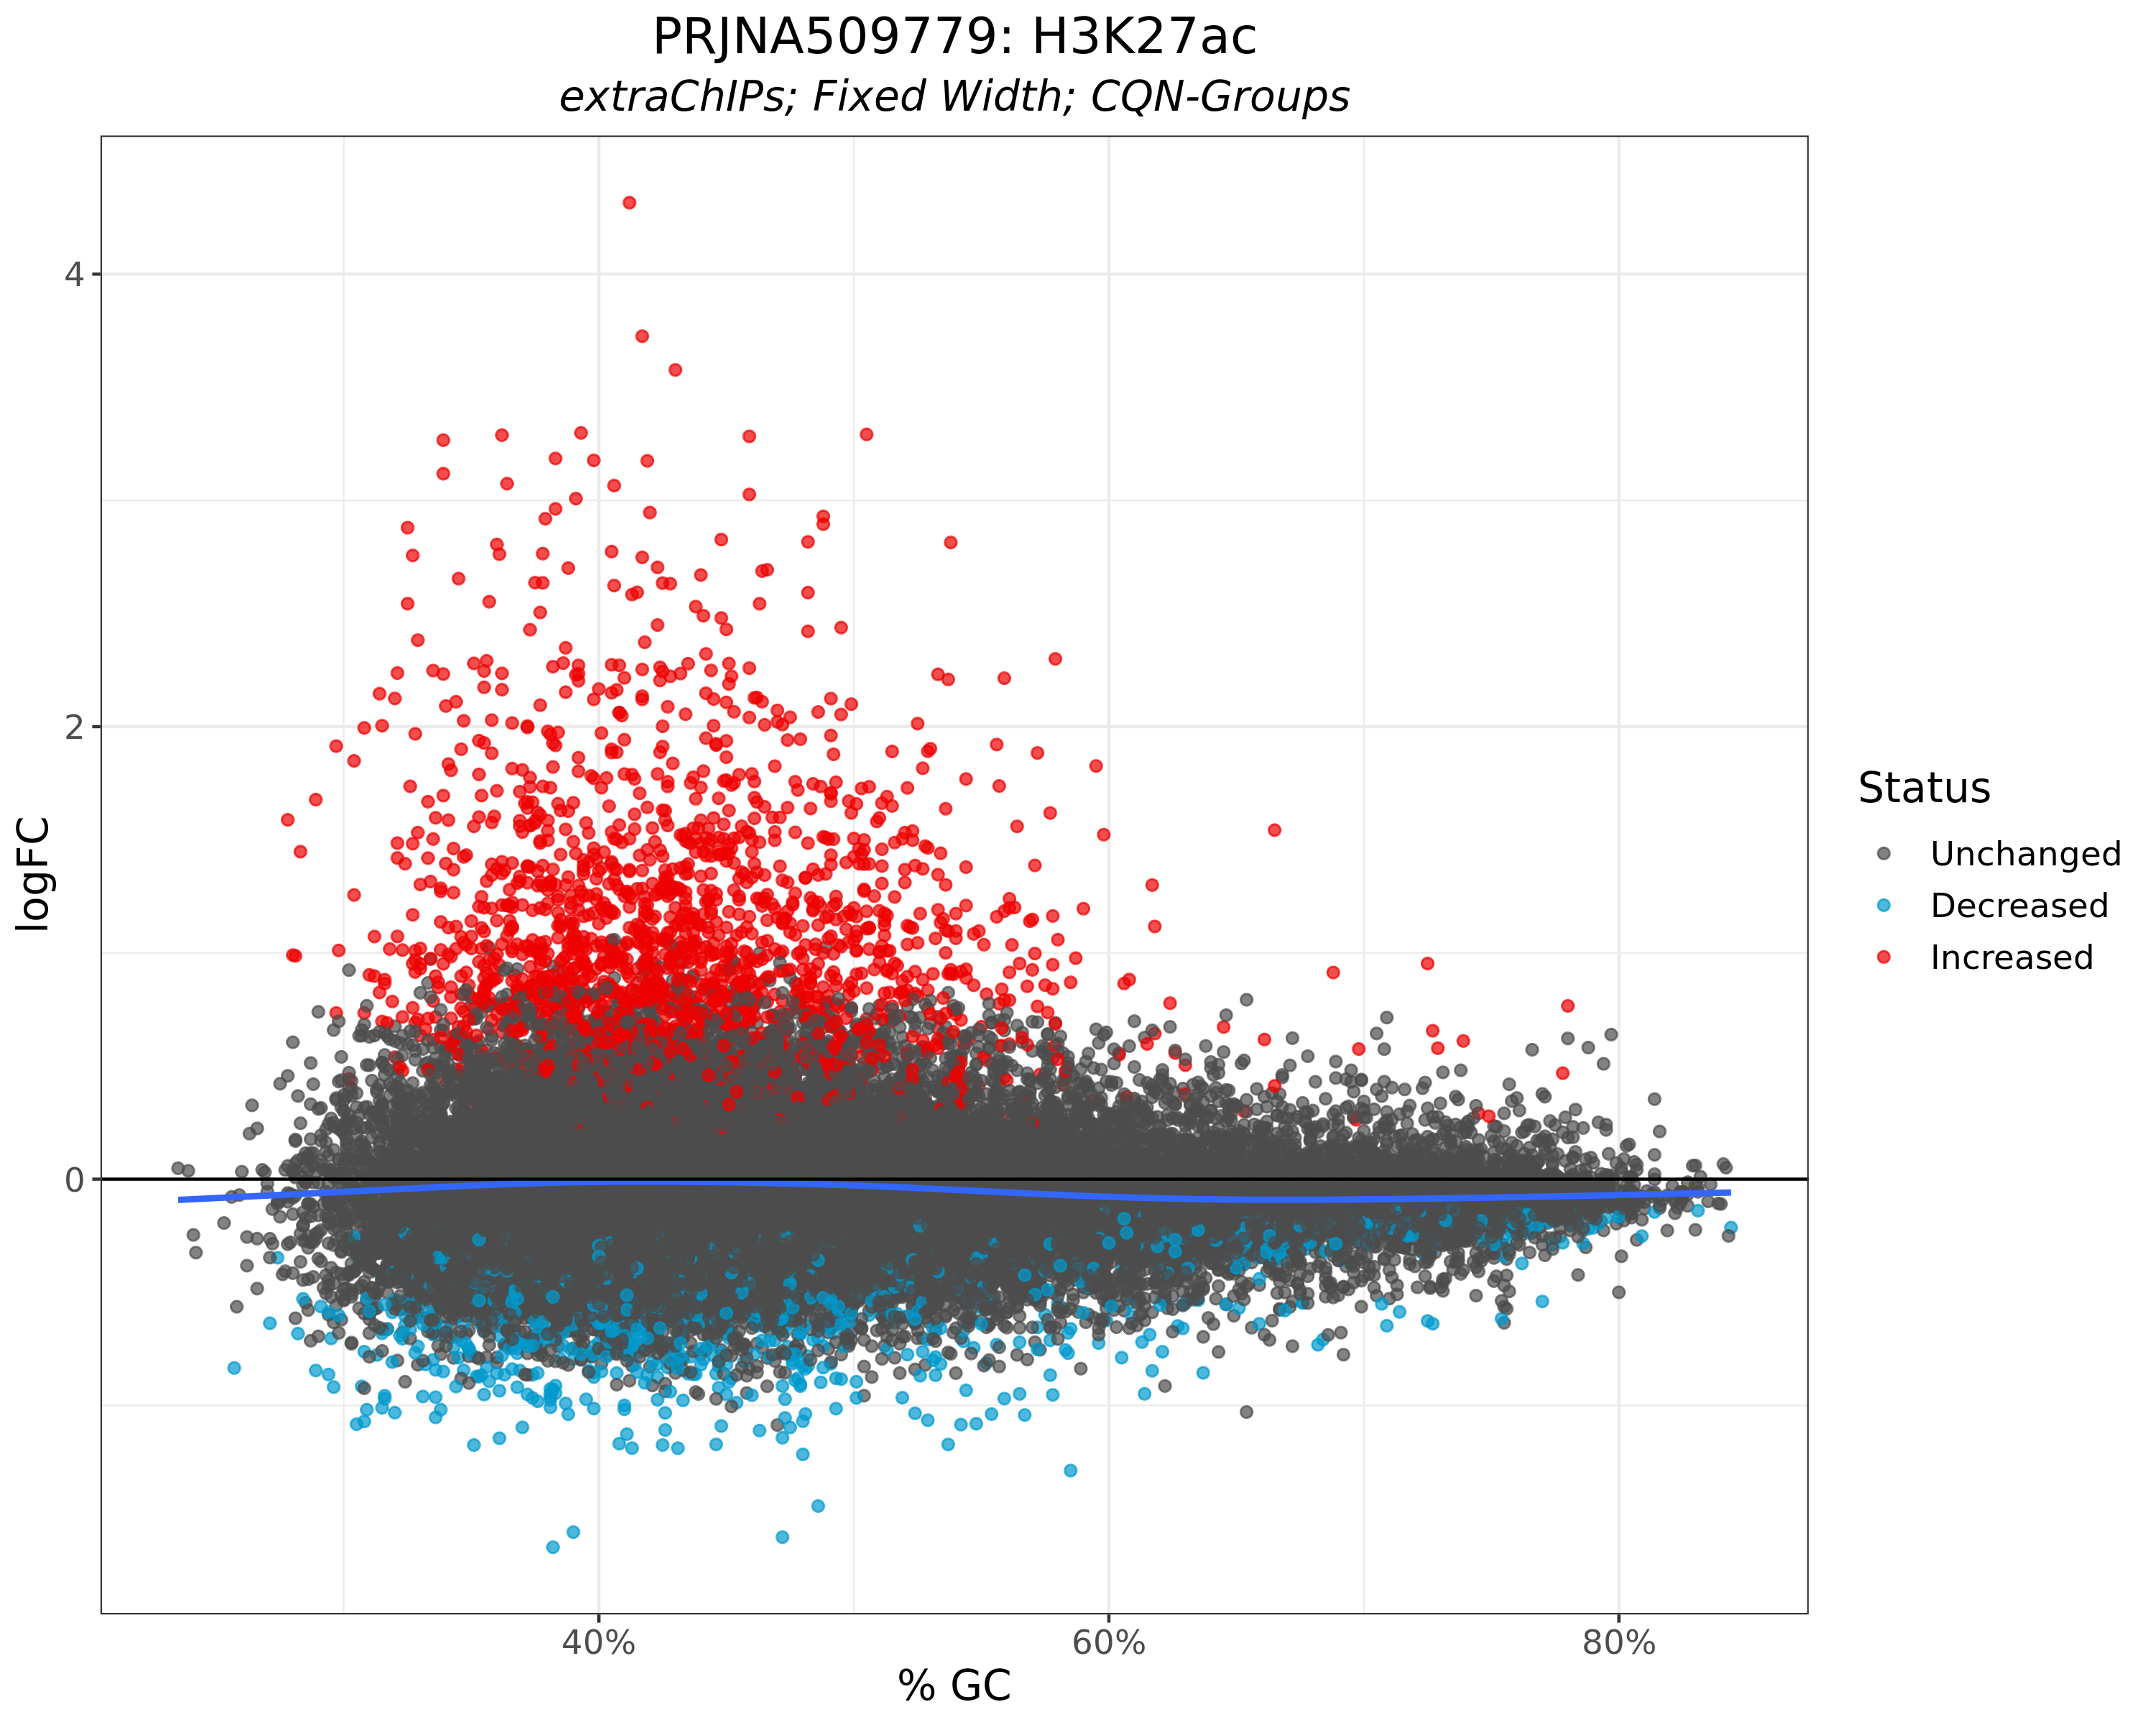 PRJNA509779: H3K27ac
extraChIPs; Fixed Width; CQN-Groups
4
2
0
logFC
40%
60%
80%
% GC
Status
Unchanged
Decreased
Increased